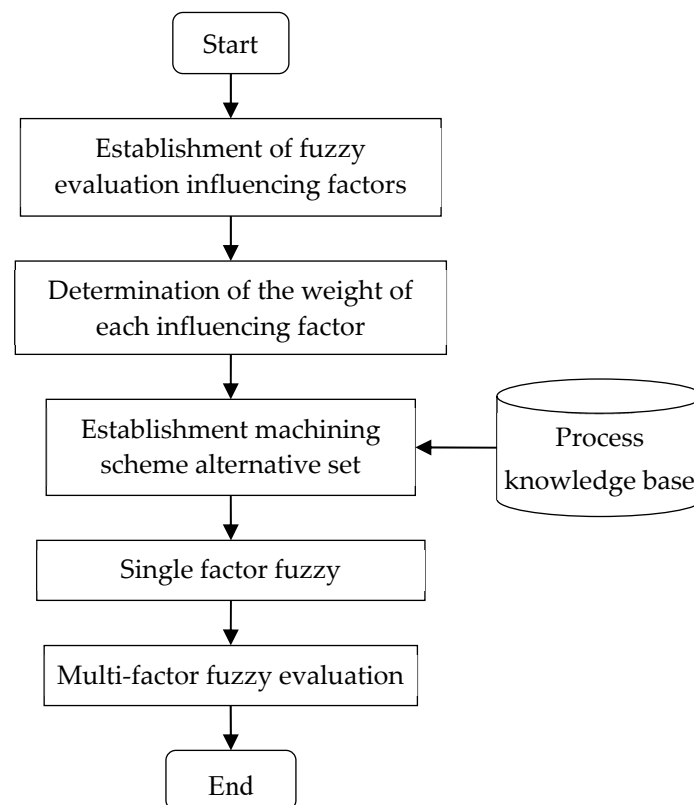 Start
Establishment of fuzzy
evaluation influencing factors
Determination of the weight of
each influencing factor
Establishment machining
scheme alternative set
Process
knowledge base
Single factor fuzzy
Multi-factor fuzzy evaluation
End